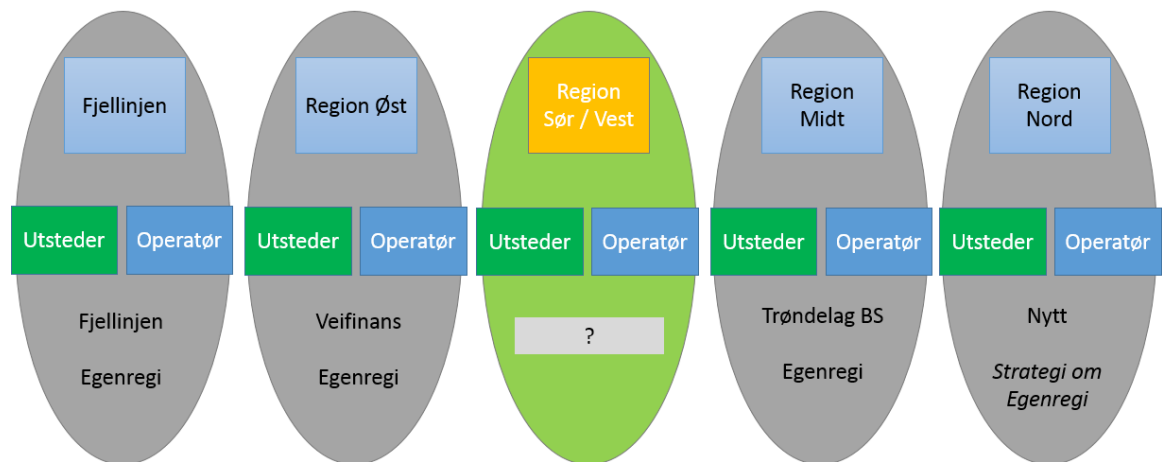 Fjellinjen
Utsteder
Operatør
Fjellinjen
Egenregi
Region Øst
Utsteder
Operatør
Veifinans
Egenregi
Region
Sør / Vest
Utsteder
Operatør
?
Region
Midt
Utsteder
Operatør
Trøndelag BS
Egenregi
Region
Nord
Utsteder
Operatør
Nytt
Strategi om
Egenregi